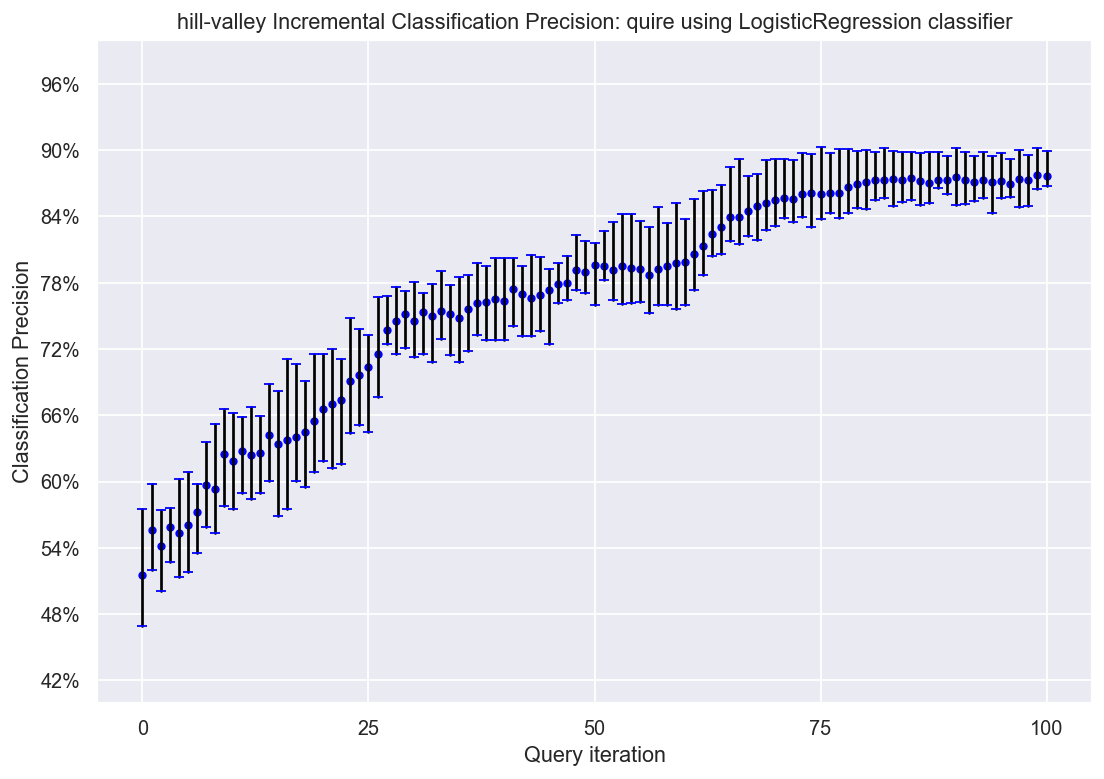 hill-valley Incremental Classification Precision: quire using LogisticRegression classifier
96%
90%
84%
78%
72%
66%
60%
54%
48%
42%
Classification Precision
0 25 50 75 100
Query iteration